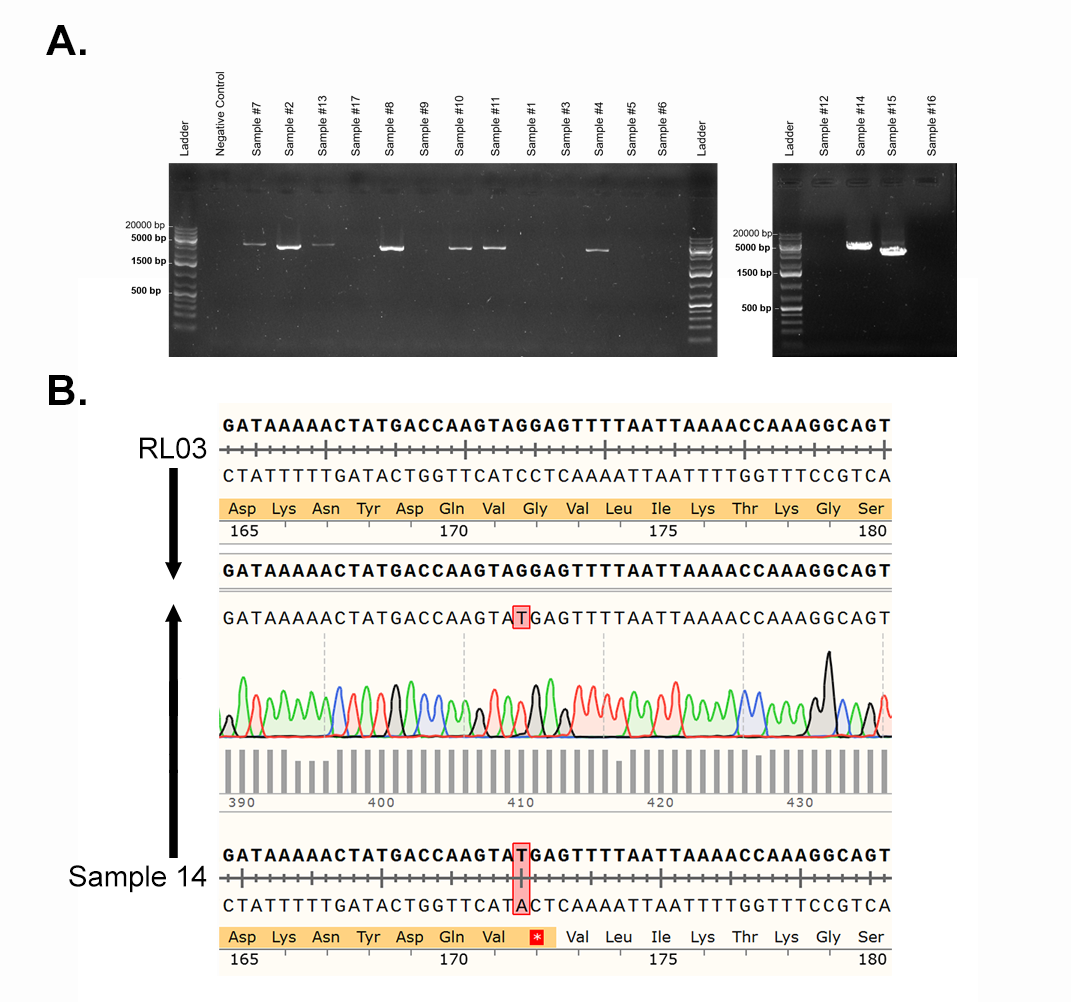 A.
Ladder
Negative Control
Sample #7
Sample #2
Sample #13
Sample #17
Sample #8
Sample #9
Sample #10
Sample #11
Sample #1
Sample #3
Sample #4
Sample #5
Sample #6
Ladder
Ladder
Sample #12
Sample #14
Sample #15
Sample #16
20000 bp
5000 bp
1500 bp
500 bp
20000 bp
5000 bp
1500 bp
500 bp
B.
RL03
GATAAAAACTATGACCAAGTAGGAGTTTTAATTAAAACCAAAGGCAGT
CTATTTTTGATACTGGTTCATCCTCAAAATTAATTTTGGTTTCCGTCA
Asp Lys Asn Tyr Asp Gln Val Gly Val Leu Ile Lys Thr Lys Gly Ser
165 170 175 180
GATAAAAACTATGACCAAGTAGGAGTTTTAATTAAAACCAAAGGCAGT
GATAAAAACTATGACCAAGTATGAGTTTTAATTAAAACCAAAGGCAGT
390 400 410 420 430
Sample 14
GATAAAAACTATGACCAAGTATGAGTTTTAATTAAAACCAAAGGCAGT
CTATTTTTGATACTGGTTCATACTCAAAATTAATTTTGGTTTCCGTCA
Asp Lys Asn Tyr Asp Gln Val * Val Leu Ile Lys Thr Lys Gly Ser
165 170 175 180